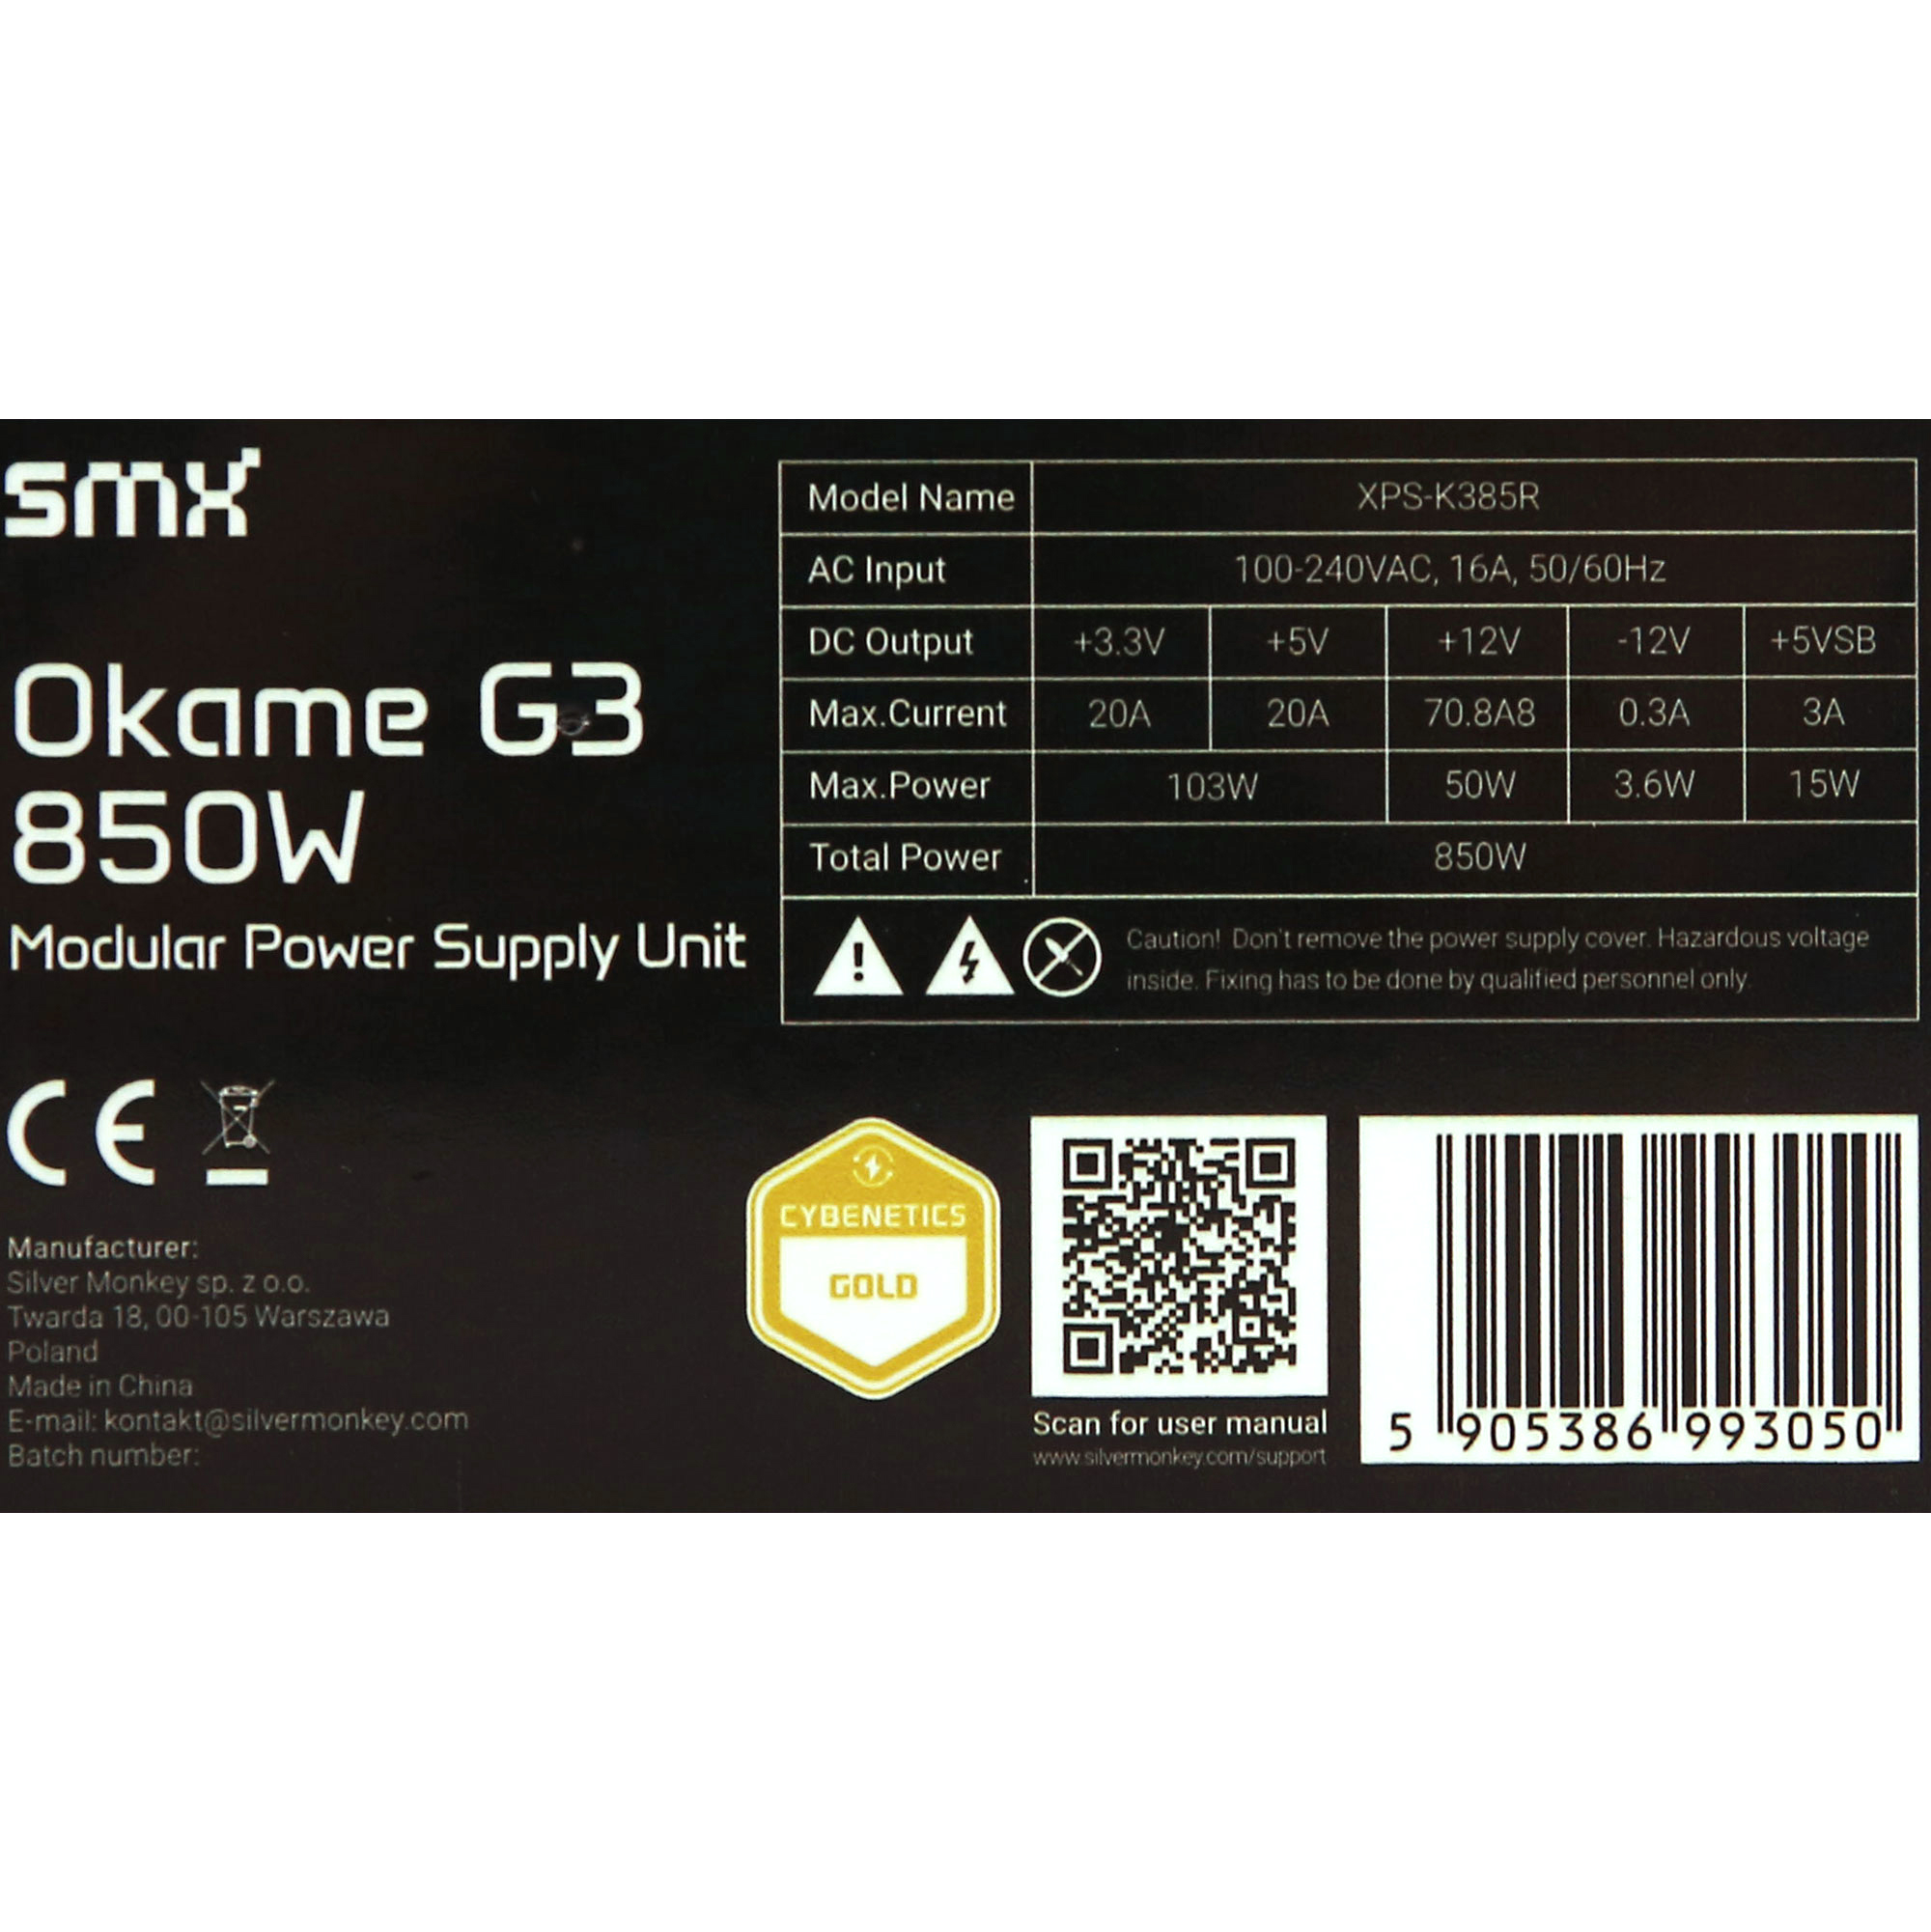 smx
Okame G3
850W
Modular Power Supply Unit
Model Name XPS-K385R
AC Input 100-240VAC, 16A, 50/60Hz
DC Output +3.3V +5V +12V -12V +5VSB
Max.Current 20A 20A 70.8A8 0.3A 3A
Max.Power 103W 50W 3.6W 15W
Total Power 850W
Caution! Don't remove the power supply cover. Hazardous voltage
inside. Fixing has to be done by qualified personnel only.
CE
Manufacturer:
Silver Monkey sp. z o.o.
Twarda 18, 00-105 Warszawa
Poland
Made in China
E-mail: kontakt@silvermonkey.com
Batch number:
CYBENETICS
GOLD
Scan for user manual
www.silvermonkey.com/support
5 905386 993050